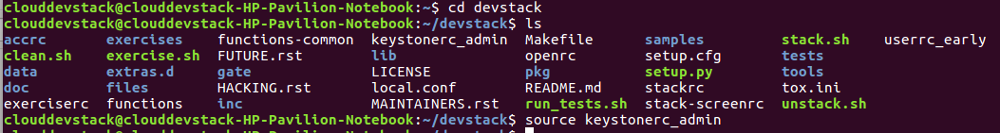 clouddevstack@clouddevstack-HP-Pavilion-Notebook:~$ cd devstack
clouddevstack@clouddevstack-HP-Pavilion-Notebook:~/devstack$ ls
accrc exercises functions-common keystonerc_admin Makefile samples stack.sh userrc_early
clean.sh exercise.sh FUTURE.rst lib openrc setup.cfg tests
data extras.d gate LICENSE pkg setup.py tools
doc files HACKING.rst local.conf README.md stackrc tox.ini
exerciserc functions inc MAINTAINERS.rst run_tests.sh stack-screenrc unstack.sh
clouddevstack@clouddevstack-HP-Pavilion-Notebook:~/devstack$ source keystonerc_admin
clouddevstack@clouddevstack-HP-Pavilion-Notebook:~/devstack$